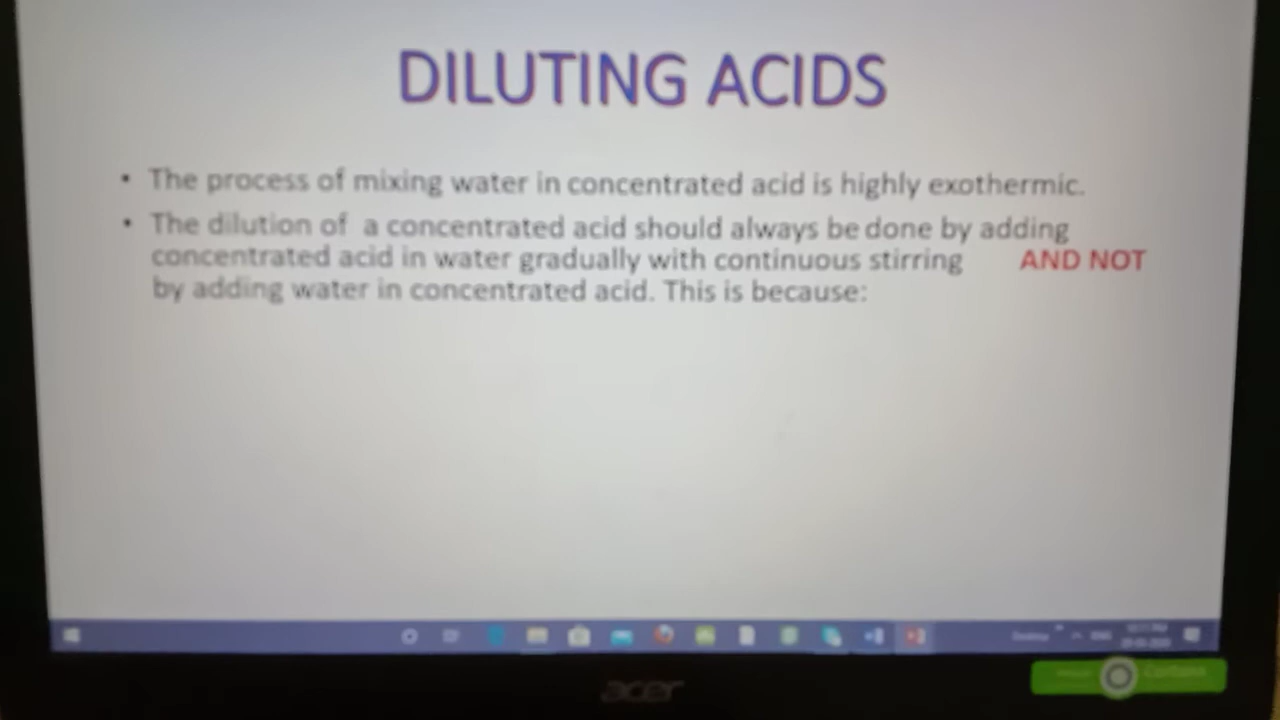 DILUTING ACIDS
• The process of mixing water in concentrated acid is highly exothermic.
• The dilution of a concentrated acid should always be done by adding
concentrated acid in water gradually with continuous stirring AND NOT
by adding water in concentrated acid. This is because:
acer